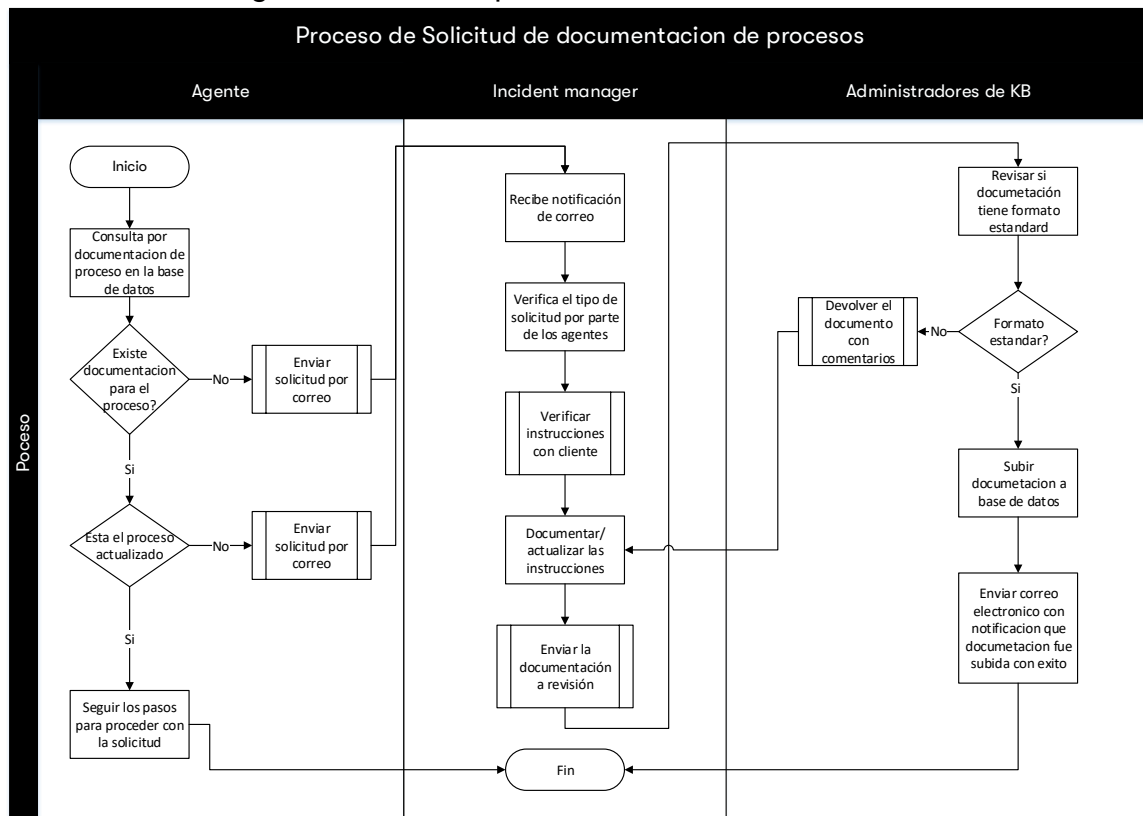 Proceso de Solicitud de documentacion de procesos
Agente
Incident manager
Administradores de KB
Poceso
Inicio
Consulta por
documentacion de
proceso en la base
de datos
Existe
documentacion
para el
proceso?
No
Enviar
solicitud por
correo
Si
Esta el proceso
actualizado
No
Enviar
solicitud por
correo
Si
Seguir los pasos
para proceder con
la solicitud
Recibe notificación
de correo
Verifica el tipo de
solicitud por parte
de los agentes
Verificar
instrucciones
con cliente
Documentar/
actualizar las
instrucciones
Enviar la
documentación
a revisión
Fin
Revisar si
documetación
tiene formato
estandard
Formato
estandar?
No
Devolver el
documento
con
comentarios
Si
Subir
documetacion a
base de datos
Enviar correo
electronico con
notificacion que
documetacion fue
subida con exito